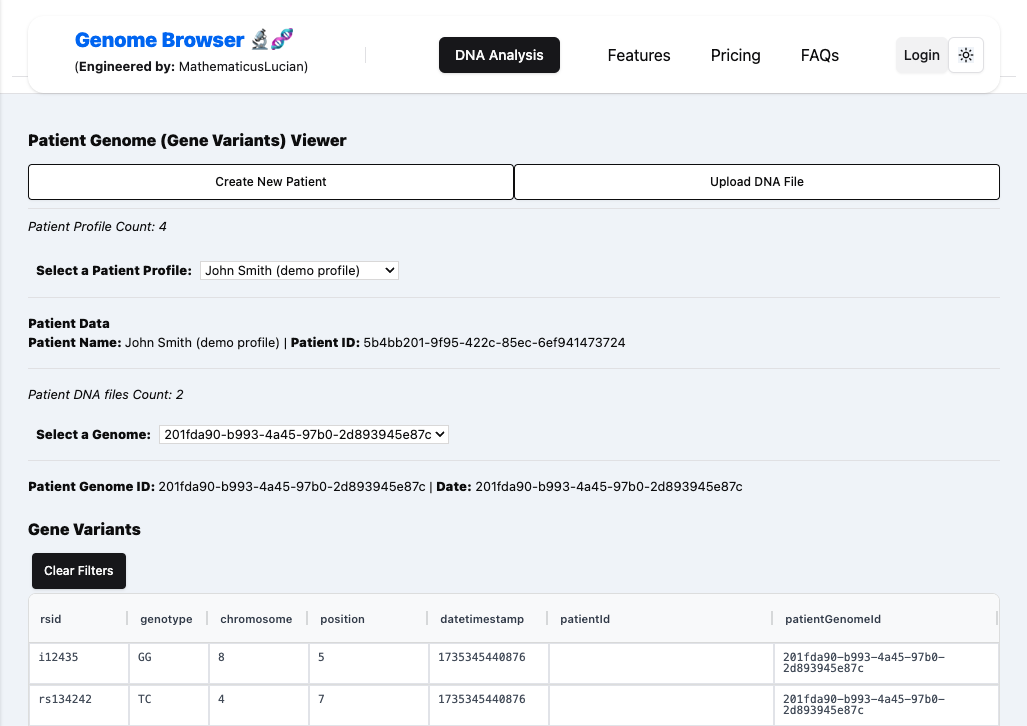 Genome Browser 🔬🧬
(Engineered by: MathematicusLucian)
DNA Analysis
Features
Pricing
FAQs
Login
Patient Genome (Gene Variants) Viewer
Create New Patient
Upload DNA File
Patient Profile Count: 4
Select a Patient Profile: John Smith (demo profile)
Patient Data
Patient Name: John Smith (demo profile) | Patient ID: 5b4bb201-9f95-422c-85ec-6ef941473724
Patient DNA files Count: 2
Select a Genome: 201fda90-b993-4a45-97b0-2d893945e87c
Patient Genome ID: 201fda90-b993-4a45-97b0-2d893945e87c | Date: 201fda90-b993-4a45-97b0-2d893945e87c
Gene Variants
Clear Filters
rsid genotype chromosome position datetimestamp patientId patientGenomeId
i12435 GG 8 5 1735345440876 201fda90-b993-4a45-97b0-
2d893945e87c
rs134242 TC 4 7 1735345440876 201fda90-b993-4a45-97b0-
2d893945e87c